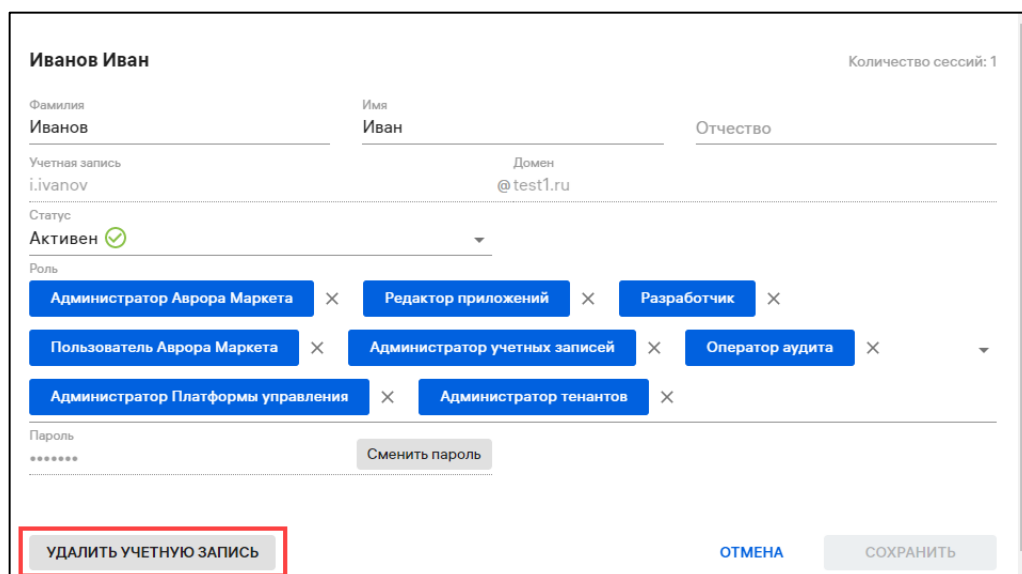 Иванов Иван
Количество сессий: 1
Фамилия Имя
Иванов Иван Отчество
Учетная запись Домен
i.ivanov @test1.ru
Статус
Активен
Роль
Администратор Аврора Маркета Редактор приложений Разработчик
Пользователь Аврора Маркета Администратор учетных записей Оператор аудита
Администратор Платформы управления Администратор тенантов
Пароль
••••••• Сменить пароль
УДАЛИТЬ УЧЕТНУЮ ЗАПИСЬ ОТМЕНА СОХРАНИТЬ